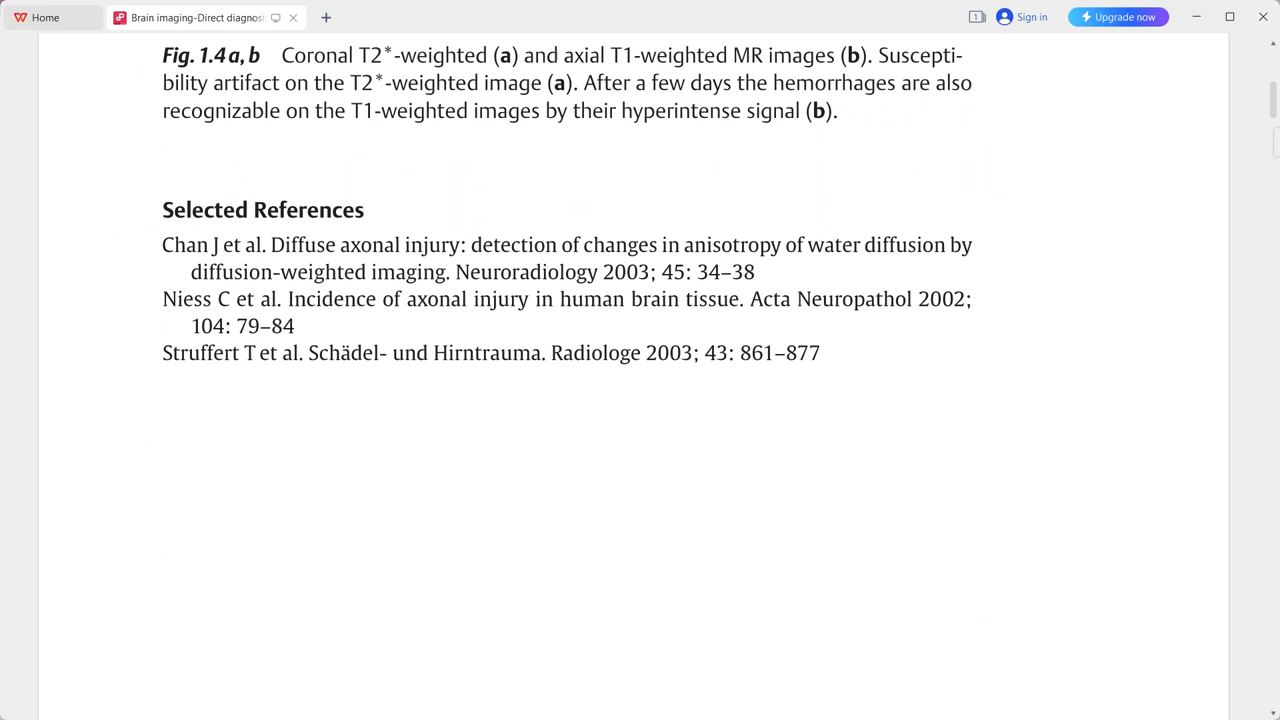 Home
Brain imaging-Direct diagnosi
1
Sign in
Upgrade now
Fig. 1.4 a, b Coronal T2*-weighted (a) and axial T1-weighted MR images (b). Suscepti-
bility artifact on the T2*-weighted image (a). After a few days the hemorrhages are also
recognizable on the T1-weighted images by their hyperintense signal (b).
Selected References
Chan J et al. Diffuse axonal injury: detection of changes in anisotropy of water diffusion by
diffusion-weighted imaging. Neuroradiology 2003; 45: 34–38
Niess C et al. Incidence of axonal injury in human brain tissue. Acta Neuropathol 2002;
104: 79–84
Struffert T et al. Schädel- und Hirntrauma. Radiologe 2003; 43: 861–877